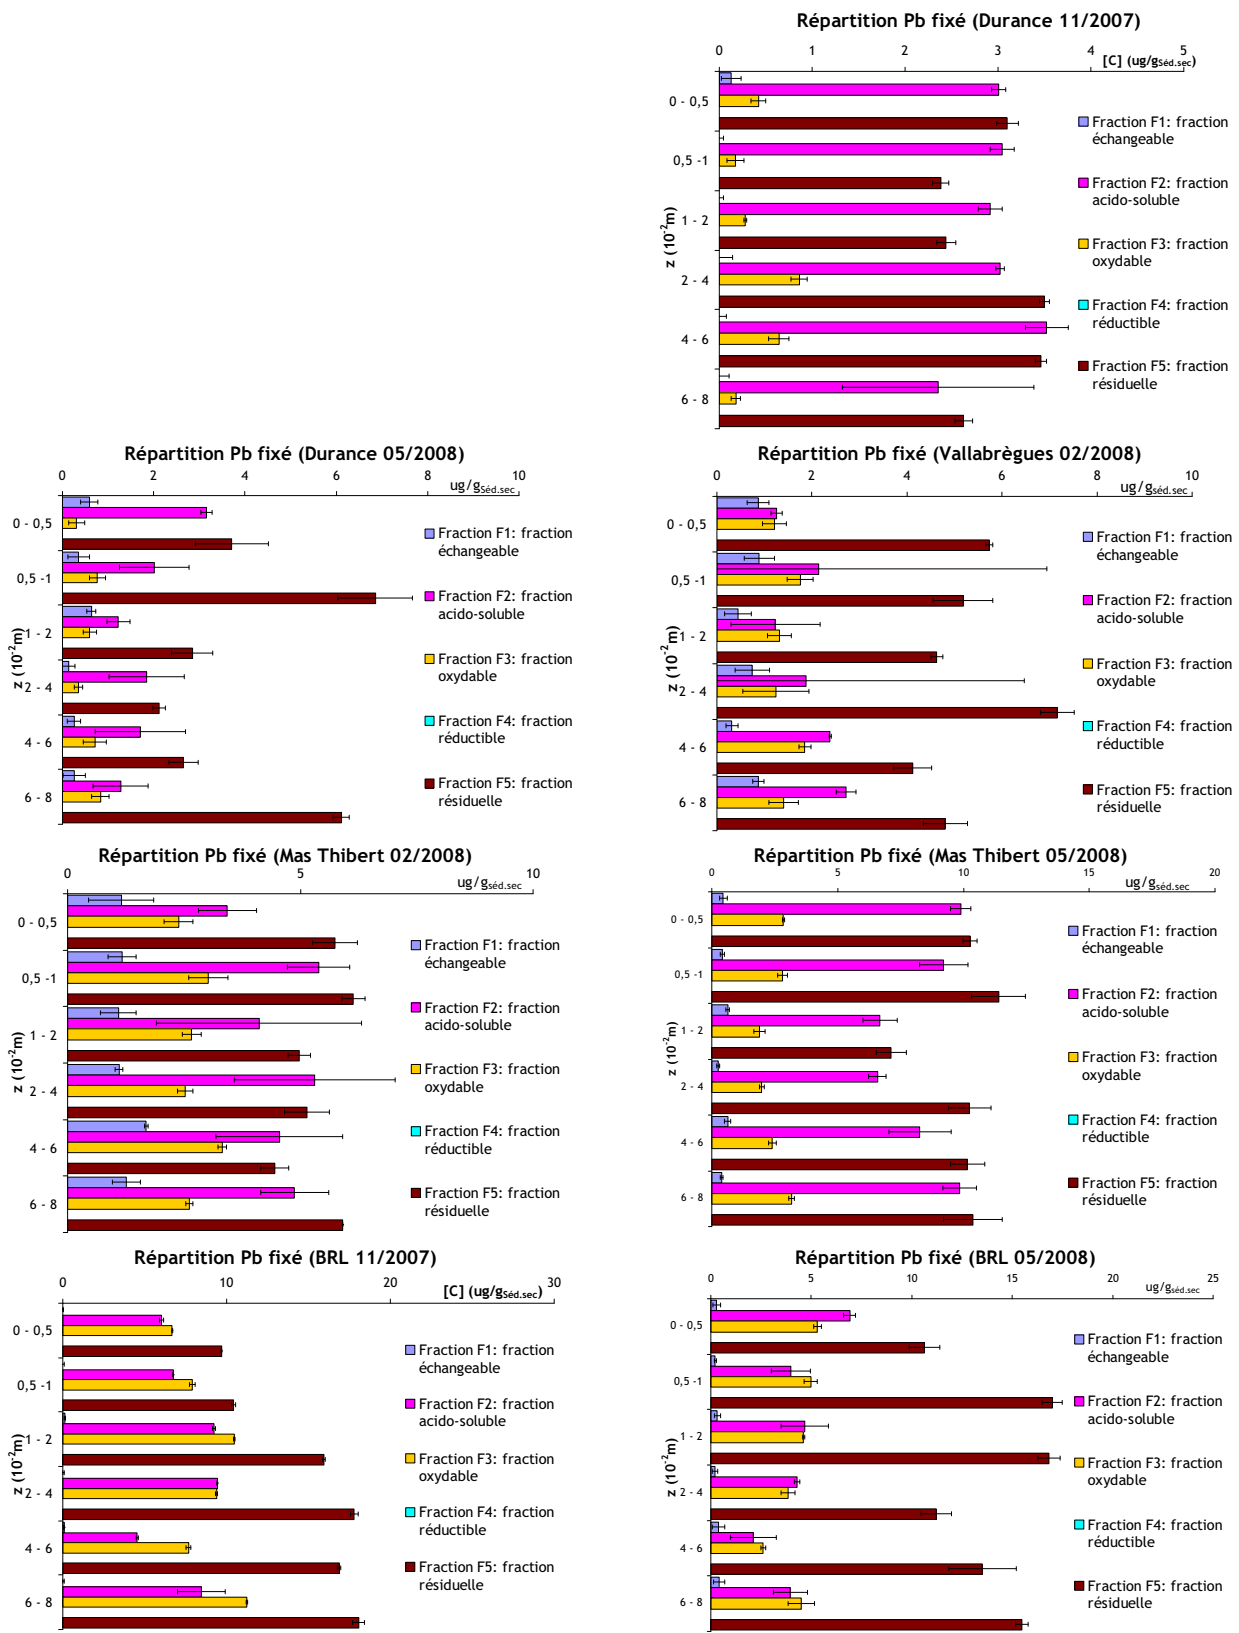 Répartition Pb fixé (Durance 11/2007)
0 1 2 3 4 5
[C] (ug/gSéd.sec)
z (10-2m)
0 - 0,5
0,5 -1
1 - 2
2 - 4
4 - 6
6 - 8
Fraction F1: fraction
échangeable
Fraction F2: fraction
acido-soluble
Fraction F3: fraction
oxydable
Fraction F4: fraction
réductible
Fraction F5: fraction
résiduelle
Répartition Pb fixé (Durance 05/2008)
0 2 4 6 8 10
ug/gSéd.sec
z (10-2m)
0 - 0,5
0,5 -1
1 - 2
2 - 4
4 - 6
6 - 8
Fraction F1: fraction
échangeable
Fraction F2: fraction
acido-soluble
Fraction F3: fraction
oxydable
Fraction F4: fraction
réductible
Fraction F5: fraction
résiduelle
Répartition Pb fixé (Vallabrègues 02/2008)
0 2 4 6 8 10
ug/gséd.sec
z (10-2m)
0 - 0,5
0,5 -1
1 - 2
2 - 4
4 - 6
6 - 8
Fraction F1: fraction
échangeable
Fraction F2: fraction
acido-soluble
Fraction F3: fraction
oxydable
Fraction F4: fraction
réductible
Fraction F5: fraction
résiduelle
Répartition Pb fixé (Mas Thibert 02/2008)
0 5 10
ug/gséd.sec
z (10-2m)
0 - 0,5
0,5 -1
1 - 2
2 - 4
4 - 6
6 - 8
Fraction F1: fraction
échangeable
Fraction F2: fraction
acido-soluble
Fraction F3: fraction
oxydable
Fraction F4: fraction
réductible
Fraction F5: fraction
résiduelle
Répartition Pb fixé (Mas Thibert 05/2008)
0 5 10 15 20
ug/gséd.sec
z (10-2m)
0 - 0,5
0,5 -1
1 - 2
2 - 4
4 - 6
6 - 8
Fraction F1: fraction
échangeable
Fraction F2: fraction
acido-soluble
Fraction F3: fraction
oxydable
Fraction F4: fraction
réductible
Fraction F5: fraction
résiduelle
Répartition Pb fixé (BRL 11/2007)
0 10 20 30
[C] (ug/gSéd.sec)
z (10-2m)
0 - 0,5
0,5 -1
1 - 2
2 - 4
4 - 6
6 - 8
Fraction F1: fraction
échangeable
Fraction F2: fraction
acido-soluble
Fraction F3: fraction
oxydable
Fraction F4: fraction
réductible
Fraction F5: fraction
résiduelle
Répartition Pb fixé (BRL 05/2008)
0 5 10 15 20 25
ug/gséd.sec
z (10-2m)
0 - 0,5
0,5 -1
1 - 2
2 - 4
4 - 6
6 - 8
Fraction F1: fraction
échangeable
Fraction F2: fraction
acido-soluble
Fraction F3: fraction
oxydable
Fraction F4: fraction
réductible
Fraction F5: fraction
résiduelle